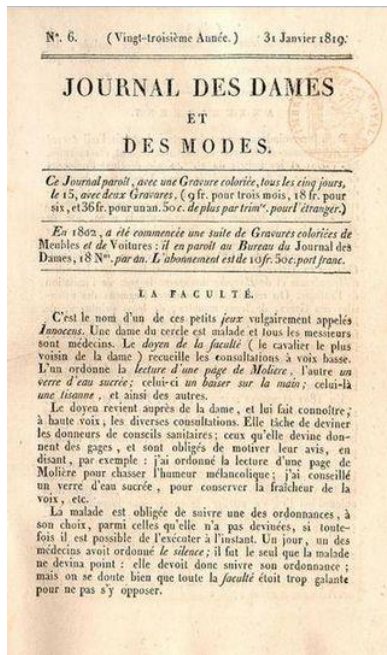 N°. 6. (Vingt-troisième Année.) 31 Janvier 1819.
JOURNAL DES DAMES
ET
DES MODES.
Ce Journal paroît, avec une Gravure coloriée, tous les cinq jours,
le 15, avec deux Gravures. (9 fr. pour trois mois, 18 fr. pour
six, et 36 fr. pour un an. 50 c. de plus par trim.re pour l'étranger.)
En 1802, a été commencée une suite de Gravures coloriées de
Meubles et de Voitures : il en paroît au Bureau du Journal des
Dames, 18 N.os par an. L'abonnement est de 10 fr. 50 c. port franc.
LA FACULTÉ.
C'est le nom d'un de ces petits jeux vulgairement appelés
Innocens. Une dame du cercle est malade et tous les messieurs
sont médecins. Le doyen de la faculté (le cavalier le plus
voisin de la dame) recueille les consultations à voix basse.
L'un ordonne la lecture d'une page de Molière, l'autre un
verre d'eau sucrée; celui-ci un baiser sur la main; celui-là
une tisanne, et ainsi des autres.
Le doyen revient auprès de la dame, et lui fait connoître,
à haute voix, les diverses consultations. Elle tâche de deviner
les donneurs de conseils sanitaires; ceux qu'elle devine don-
nent des gages, et sont obligés de motiver leur avis, en
disant, par exemple : j'ai ordonné la lecture d'une page de
Molière pour chasser l'humeur mélancolique; j'ai conseillé
un verre d'eau sucrée, pour conserver la fraîcheur de la
voix, etc.
La malade est obligée de suivre une des ordonnances, à
son choix, parmi celles qu'elle n'a pas devinées, si toute-
fois il est possible de l'exécuter à l'instant. Un jour, un des
médecins avoit ordonné le silence; il fut le seul que la malade
ne devina point : elle devoit donc suivre son ordonnance;
mais on se doute bien que toute la faculté étoit trop galante
pour ne pas s'y opposer.